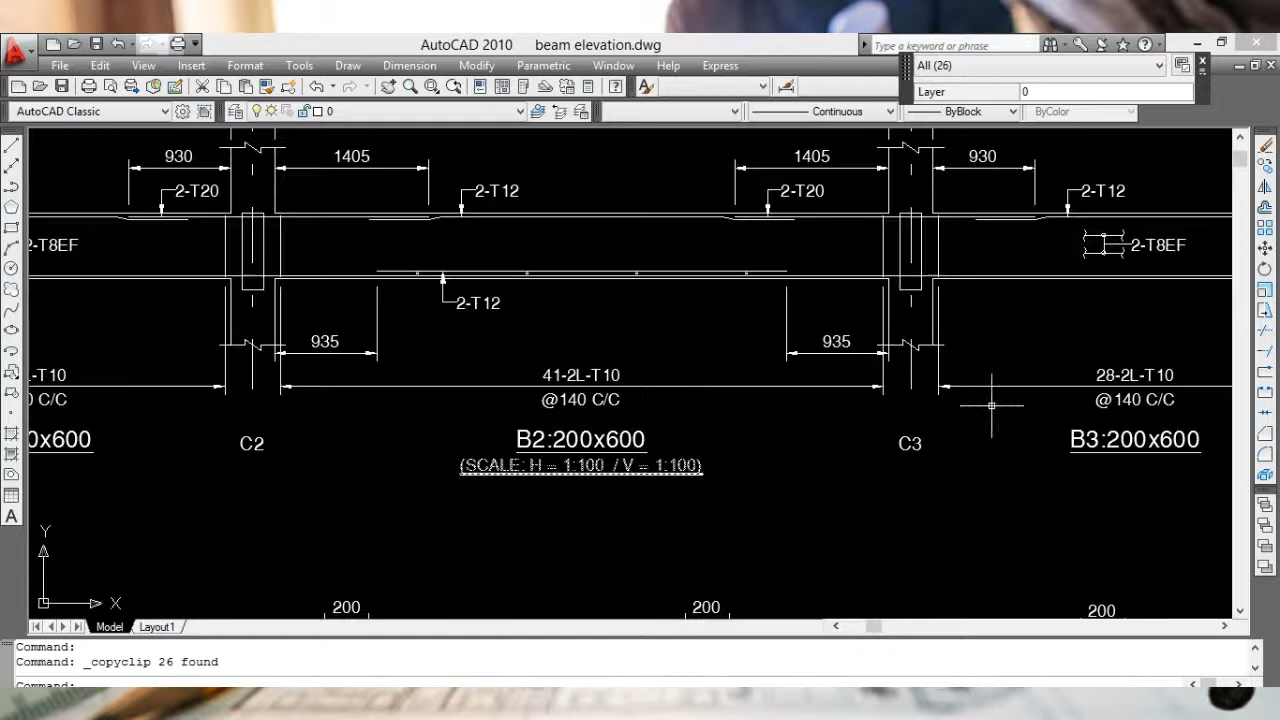 AutoCAD 2010 beam elevation.dwg
Type a keyword or phrase
File Edit View Insert Format Tools Draw Dimension Modify Parametric Window Help Express
All (26)
Layer 0
AutoCAD Classic
0
Continuous
ByBlock
ByColor
930 1405 1405 930
2-T20 2-T12 2-T20 2-T12
2-T8EF 2-T8EF
2-T12
935 935
-T10 41-2L-T10 28-2L-T10
0 C/C @140 C/C @140 C/C
0x600 C2 B2:200x600 C3 B3:200x600
(SCALE: H = 1:100 / V = 1:100)
Y
X
200 200 200
Model Layout1
Command:
Command: _copyclip 26 found
Command:
A